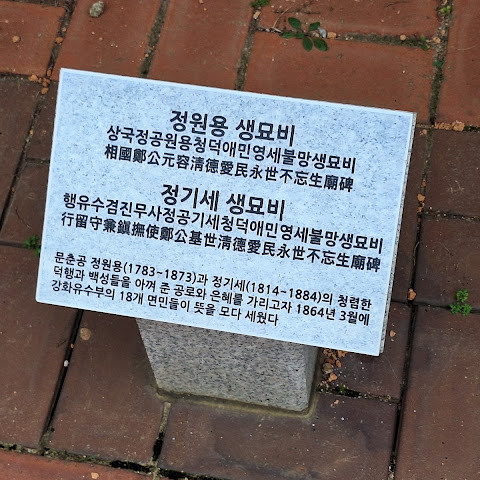 정원용 생묘비
상국정공원용청덕애민영세불망생묘비
相國鄭公元容淸德愛民永世不忘生廟碑
정기세 생묘비
행유수겸진무사정공기세청덕애민영세불망생묘비
行留守兼鎭撫使鄭公基世淸德愛民永世不忘生廟碑
문춘공 정원용(1783~1873)과 정기세(1814~1884)의 청렴한
덕행과 백성들을 아껴 준 공로와 은혜를 가리고자 1864년 3월에
강화유수부의 18개 면민들이 뜻을 모다 세웠다